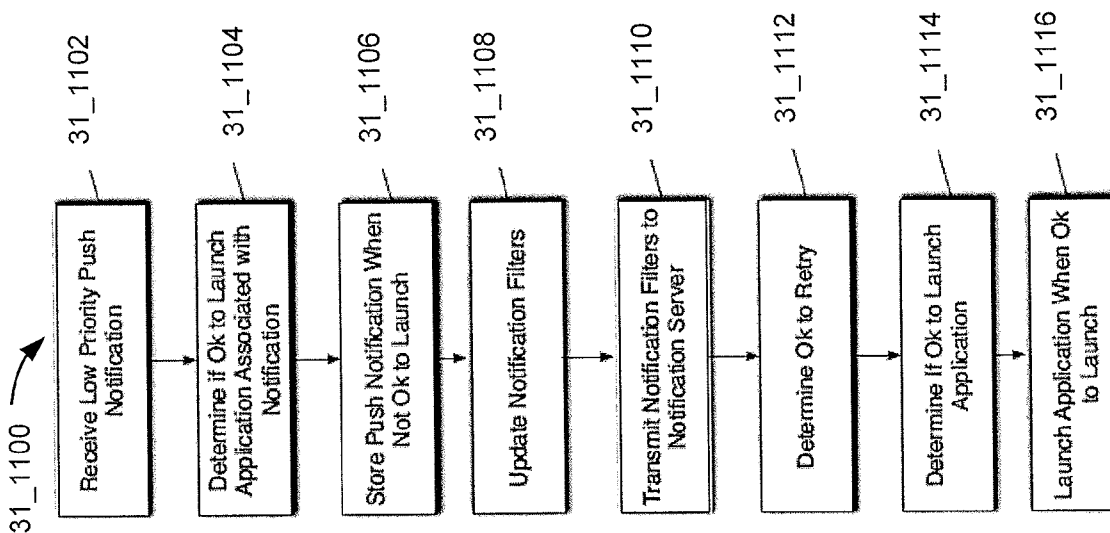 31_1100
Receive Low Priority Push
Notification
31_1102
Determine if Ok to Launch
Application Associated with
Notification
31_1104
Store Push Notification When
Not Ok to Launch
31_1106
Update Notification Filters
31_1108
Transmit Notification Filters to
Notification Server
31_1110
Determine Ok to Retry
31_1112
Determine If Ok to Launch
Application
31_1114
Launch Application When Ok
to Launch
31_1116